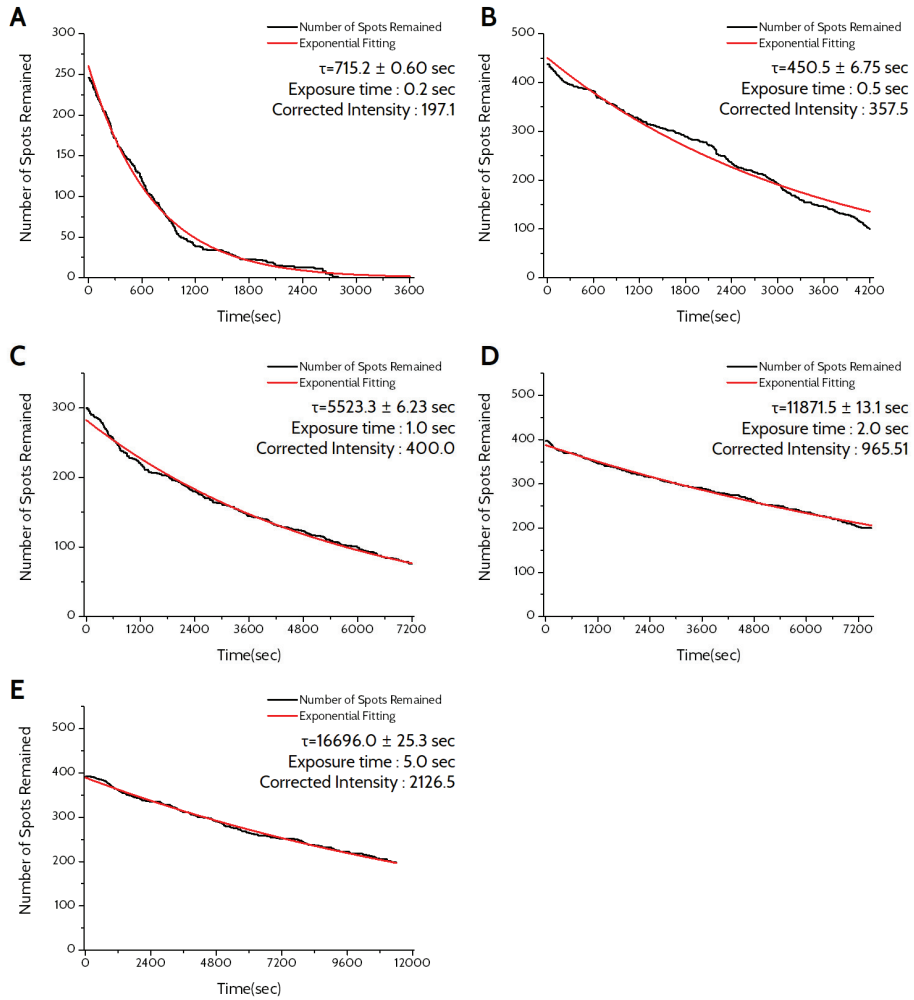 A
Number of Spots Remained
Exponential Fitting
τ=715.2 ± 0.60 sec
Exposure time : 0.2 sec
Corrected Intensity : 197.1
Number of Spots Remained
300
250
200
150
100
50
0
0 600 1200 1800 2400 3000 3600
Time(sec)
B
Number of Spots Remained
Exponential Fitting
τ=450.5 ± 6.75 sec
Exposure time : 0.5 sec
Corrected Intensity : 357.5
Number of Spots Remained
500
400
300
200
100
0
0 600 1200 1800 2400 3000 3600 4200
Time(sec)
C
Number of Spots Remained
Exponential Fitting
τ=5523.3 ± 6.23 sec
Exposure time : 1.0 sec
Corrected Intensity : 400.0
Number of Spots Remained
300
200
100
0
0 1200 2400 3600 4800 6000 7200
Time(sec)
D
Number of Spots Remained
Exponential Fitting
τ=11871.5 ± 13.1 sec
Exposure time : 2.0 sec
Corrected Intensity : 965.51
Number of Spots Remained
500
400
300
200
100
0
0 1200 2400 3600 4800 6000 7200
Time(sec)
E
Number of Spots Remained
Exponential Fitting
τ=16696.0 ± 25.3 sec
Exposure time : 5.0 sec
Corrected Intensity : 2126.5
Number of Spots Remained
500
400
300
200
100
0
0 2400 4800 7200 9600 12000
Time(sec)